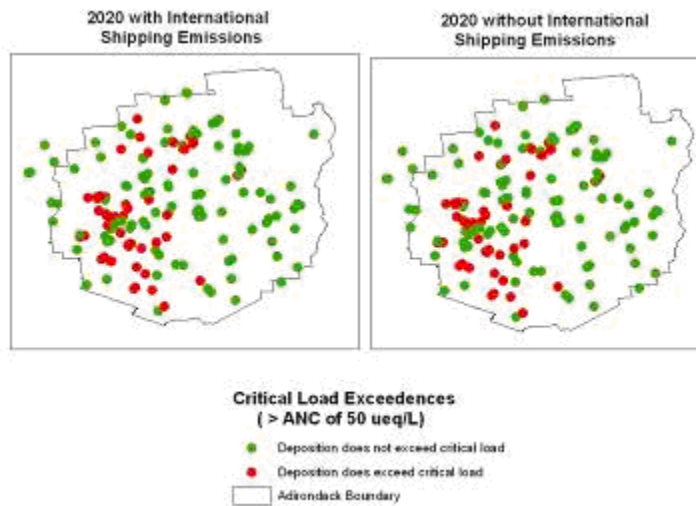 2020 with International
Shipping Emissions
2020 without International
Shipping Emissions
Critical Load Exceedences
( > ANC of 50 ueq/L)
Deposition does not exceed critical load
Deposition does exceed critical load
Adirondack Boundary